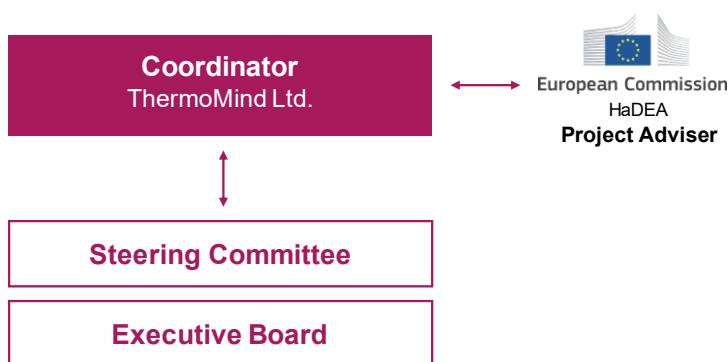 Coordinator
ThermoMind Ltd.
European Commission
HaDEA
Project Adviser
Steering Committee
Executive Board